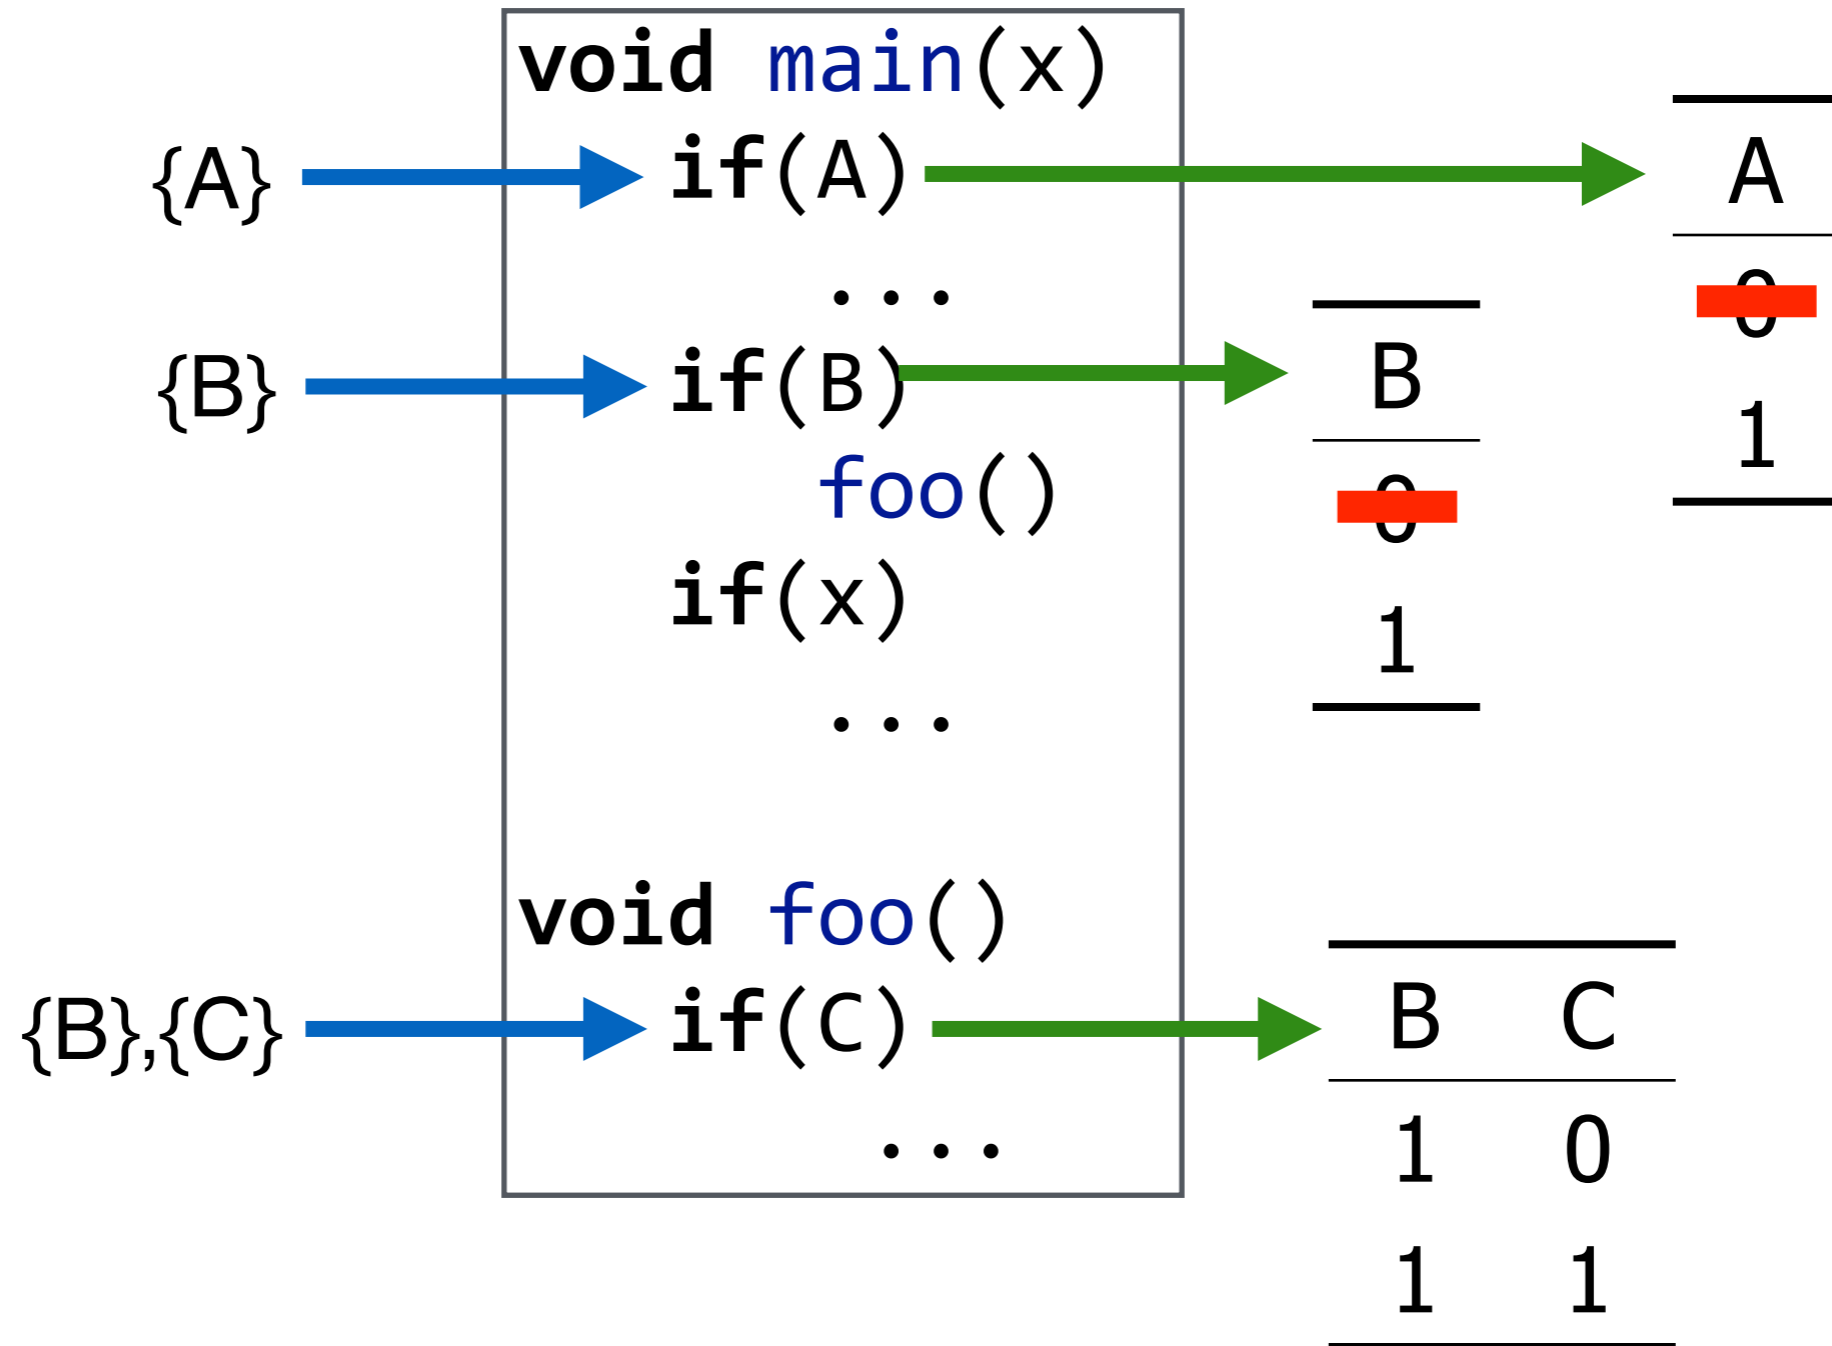 void main(x)
{A} if(A) A
...
0
{B} if(B) B
1
foo()
0
if(x)
1
...
void foo()
{B},{C} if(C) B C
...
1 0
1 1